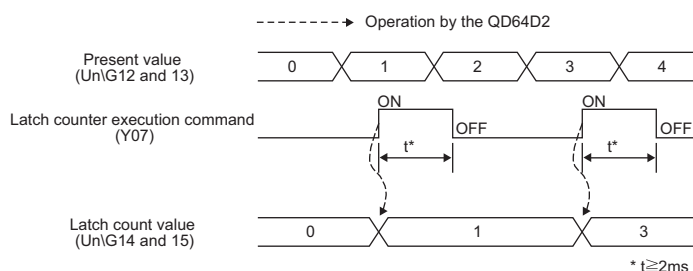 Operation by the QD64D2
Present value
(Un\G12 and 13)
0 1 2 3 4
Latch counter execution command
(Y07)
ON OFF ON OFF
t* t*
Latch count value
(Un\G14 and 15)
0 1 3
* t≧2ms